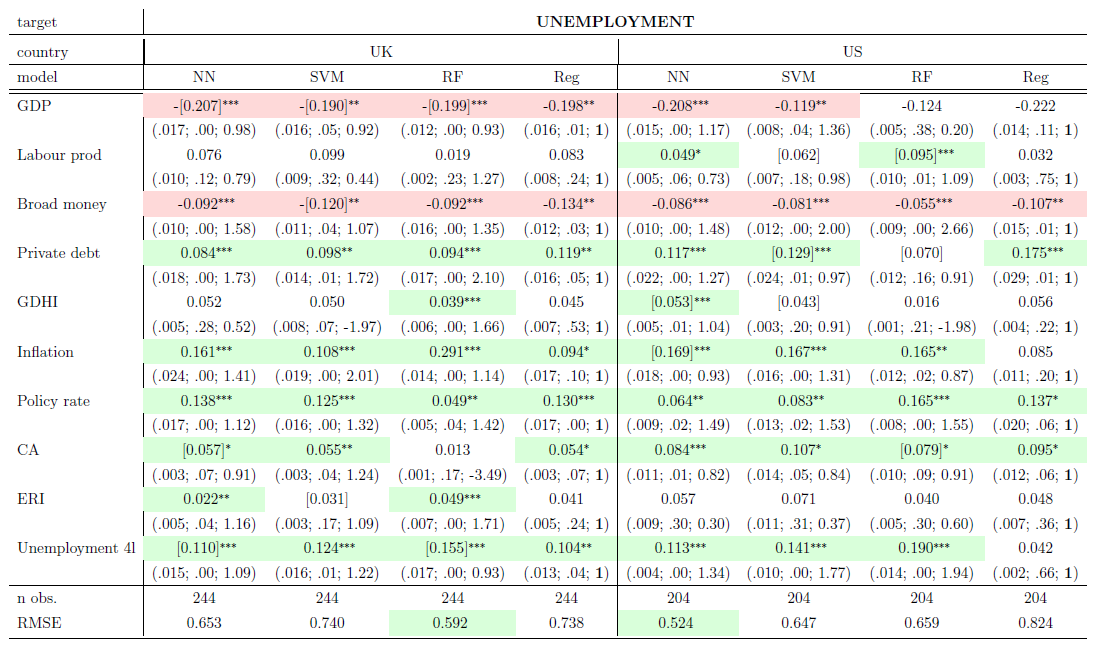 target UNEMPLOYMENT
country UK US
model NN SVM RF Reg NN SVM RF Reg
GDP -[0.207]*** -[0.190]** -[0.199]*** -0.198** -0.208*** -0.119** -0.124 -0.222
(.017; .00; 0.98) (.016; .05; 0.92) (.012; .00; 0.93) (.016; .01; 1) (.015; .00; 1.17) (.008; .04; 1.36) (.005; .38; 0.20) (.014; .11; 1)
Labour prod 0.076 0.099 0.019 0.083 0.049* [0.062] [0.095]*** 0.032
(.010; .12; 0.79) (.009; .32; 0.44) (.002; .23; 1.27) (.008; .24; 1) (.005; .06; 0.73) (.007; .18; 0.98) (.010; .01; 1.09) (.003; .75; 1)
Broad money -0.092*** -[0.120]** -0.092*** -0.134** -0.086*** -0.081*** -0.055*** -0.107**
(.010; .00; 1.58) (.011; .04; 1.07) (.016; .00; 1.35) (.012; .03; 1) (.010; .00; 1.48) (.012; .00; 2.00) (.009; .00; 2.66) (.015; .01; 1)
Private debt 0.084*** 0.098** 0.094*** 0.119** 0.117*** [0.129]*** [0.070] 0.175***
(.018; .00; 1.73) (.014; .01; 1.72) (.017; .00; 2.10) (.016; .05; 1) (.022; .00; 1.27) (.024; .01; 0.97) (.012; .16; 0.91) (.029; .01; 1)
GDHI 0.052 0.050 0.039*** 0.045 [0.053]*** [0.043] 0.016 0.056
(.005; .28; 0.52) (.008; .07; -1.97) (.006; .00; 1.66) (.007; .53; 1) (.005; .01; 1.04) (.003; .20; 0.91) (.001; .21; -1.98) (.004; .22; 1)
Inflation 0.161*** 0.108*** 0.291*** 0.094* [0.169]*** 0.167*** 0.165** 0.085
(.024; .00; 1.41) (.019; .00; 2.01) (.014; .00; 1.14) (.017; .10; 1) (.018; .00; 0.93) (.016; .00; 1.31) (.012; .02; 0.87) (.011; .20; 1)
Policy rate 0.138*** 0.125*** 0.049** 0.130*** 0.064** 0.083** 0.165*** 0.137*
(.017; .00; 1.12) (.016; .00; 1.32) (.005; .04; 1.42) (.017; .00; 1) (.009; .02; 1.49) (.013; .02; 1.53) (.008; .00; 1.55) (.020; .06; 1)
CA [0.057]* 0.055** 0.013 0.054* 0.084*** 0.107* [0.079]* 0.095*
(.003; .07; 0.91) (.003; .04; 1.24) (.001; .17; -3.49) (.003; .07; 1) (.011; .01; 0.82) (.014; .05; 0.84) (.010; .09; 0.91) (.012; .06; 1)
ERI 0.022** [0.031] 0.049*** 0.041 0.057 0.071 0.040 0.048
(.005; .04; 1.16) (.003; .17; 1.09) (.007; .00; 1.71) (.005; .24; 1) (.009; .30; 0.30) (.011; .31; 0.37) (.005; .30; 0.60) (.007; .36; 1)
Unemployment 4l [0.110]*** 0.124*** [0.155]*** 0.104** 0.113*** 0.141*** 0.190*** 0.042
(.015; .00; 1.09) (.016; .01; 1.22) (.017; .00; 0.93) (.013; .04; 1) (.004; .00; 1.34) (.010; .00; 1.77) (.014; .00; 1.94) (.002; .66; 1)
n obs. 244 244 244 244 204 204 204 204
RMSE 0.653 0.740 0.592 0.738 0.524 0.647 0.659 0.824